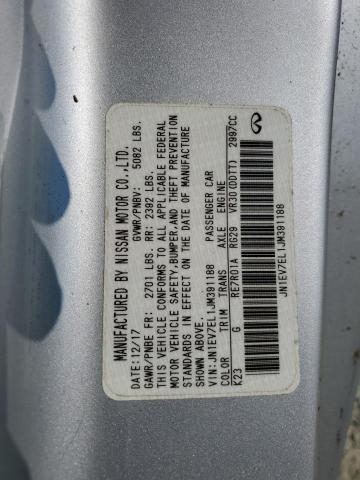 MANUFACTURED BY NISSAN MOTOR CO.,LTD.
DATE:12/17 GVWR/PNBV: 5082 LBS.
GAWR/PNBE FR: 2701 LBS. RR: 2392 LBS.
THIS VEHICLE CONFORMS TO ALL APPLICABLE FEDERAL
MOTOR VEHICLE SAFETY,BUMPER,AND THEFT PREVENTION
STANDARDS IN EFFECT ON THE DATE OF MANUFACTURE
SHOWN ABOVE.
VIN:JN1EV7EL1JM391188 PASSENGER CAR
COLOR TRIM TRANS AXLE ENGINE
K23 G RE7R01A RG29 VR30(DDTT) 2997CC
JN1EV7EL1JM391188